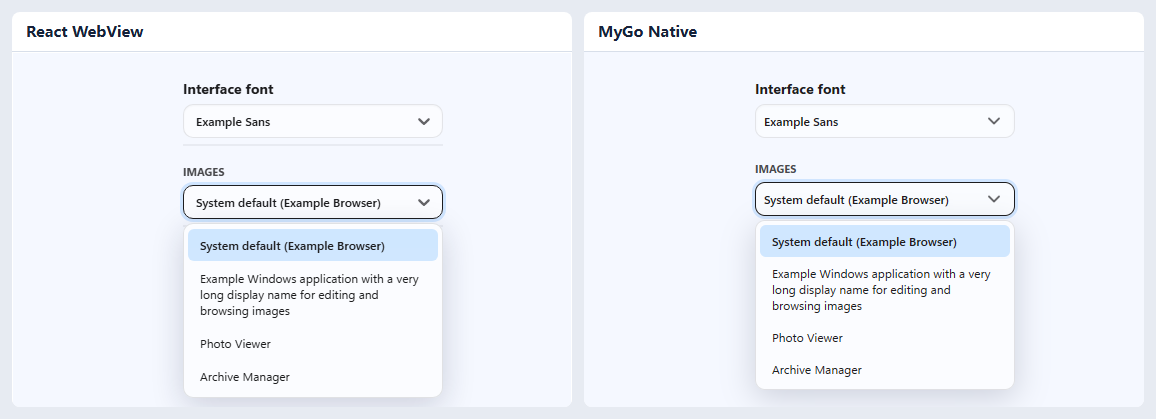 React WebView
Interface font
Example Sans
IMAGES
System default (Example Browser)
System default (Example Browser)
Example Windows application with a very
long display name for editing and
browsing images
Photo Viewer
Archive Manager
MyGo Native
Interface font
Example Sans
IMAGES
System default (Example Browser)
System default (Example Browser)
Example Windows application with a very
long display name for editing and
browsing images
Photo Viewer
Archive Manager